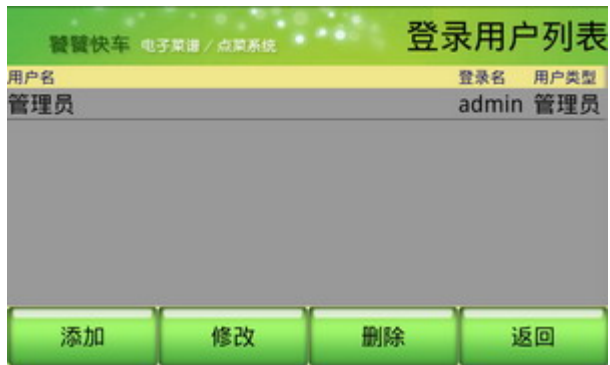 饕餮快车 电子菜谱/点菜系统 登录用户列表
用户名 登录名 用户类型
管理员 admin 管理员
添加 修改 删除 返回